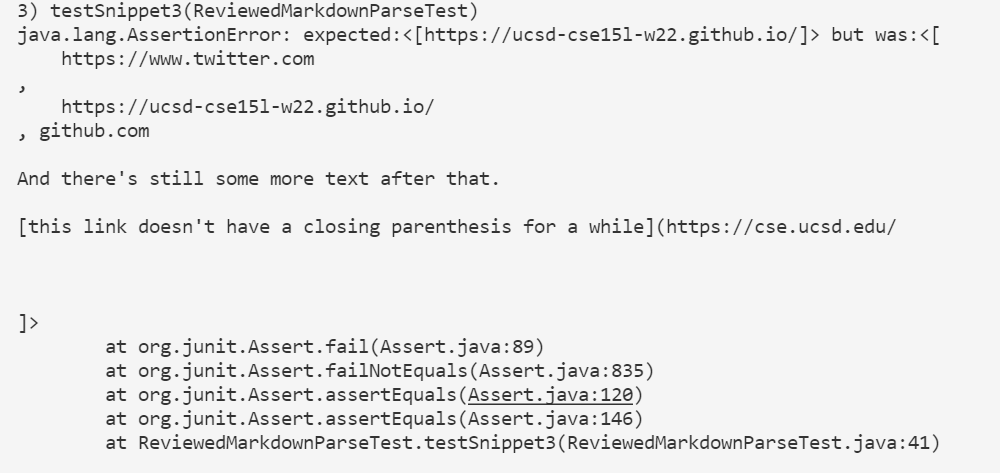 3) testSnippet3(ReviewedMarkdownParseTest)
java.lang.AssertionError: expected:<[https://ucsd-cse15l-w22.github.io/]> but was:<[
    https://www.twitter.com
,
    https://ucsd-cse15l-w22.github.io/
, github.com

And there's still some more text after that.

[this link doesn't have a closing parenthesis for a while](https://cse.ucsd.edu/



]>
        at org.junit.Assert.fail(Assert.java:89)
        at org.junit.Assert.failNotEquals(Assert.java:835)
        at org.junit.Assert.assertEquals(Assert.java:120)
        at org.junit.Assert.assertEquals(Assert.java:146)
        at ReviewedMarkdownParseTest.testSnippet3(ReviewedMarkdownParseTest.java:41)